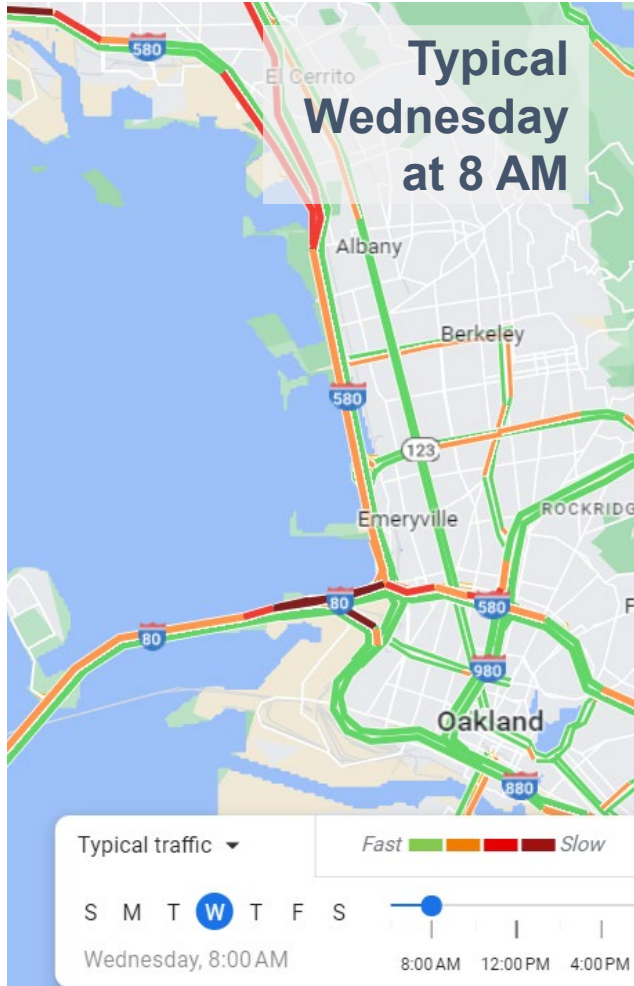 Typical
Wednesday
at 8 AM
580
El Cerrito
Albany
Berkeley
580
123
ROCKRIDG
Emeryville
80
580
80
F
980
Oakland
880
Typical traffic
Fast Slow
S M T W T F S
Wednesday, 8:00 AM
8:00 AM 12:00 PM 4:00 PM